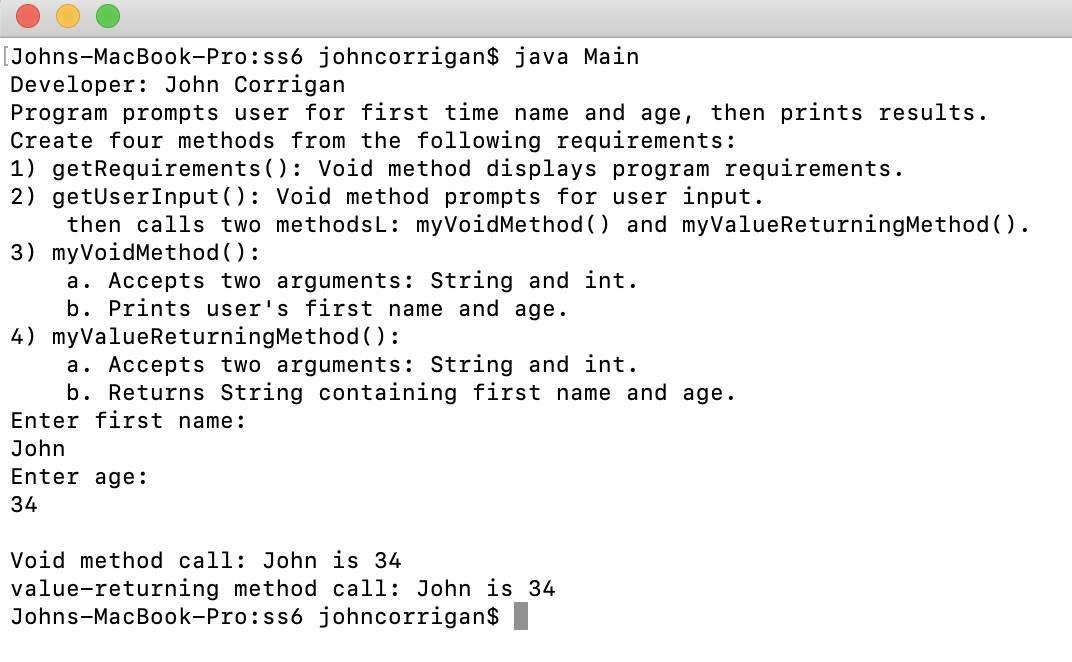 [Johns-MacBook-Pro:ss6 johncorrigan$ java Main
Developer: John Corrigan
Program prompts user for first time name and age, then prints results.
Create four methods from the following requirements:
1) getRequirements(): Void method displays program requirements.
2) getUserInput(): Void method prompts for user input.
    then calls two methodsL: myVoidMethod() and myValueReturningMethod().
3) myVoidMethod():
    a. Accepts two arguments: String and int.
    b. Prints user's first name and age.
4) myValueReturningMethod():
    a. Accepts two arguments: String and int.
    b. Returns String containing first name and age.
Enter first name:
John
Enter age:
34

Void method call: John is 34
value-returning method call: John is 34
Johns-MacBook-Pro:ss6 johncorrigan$